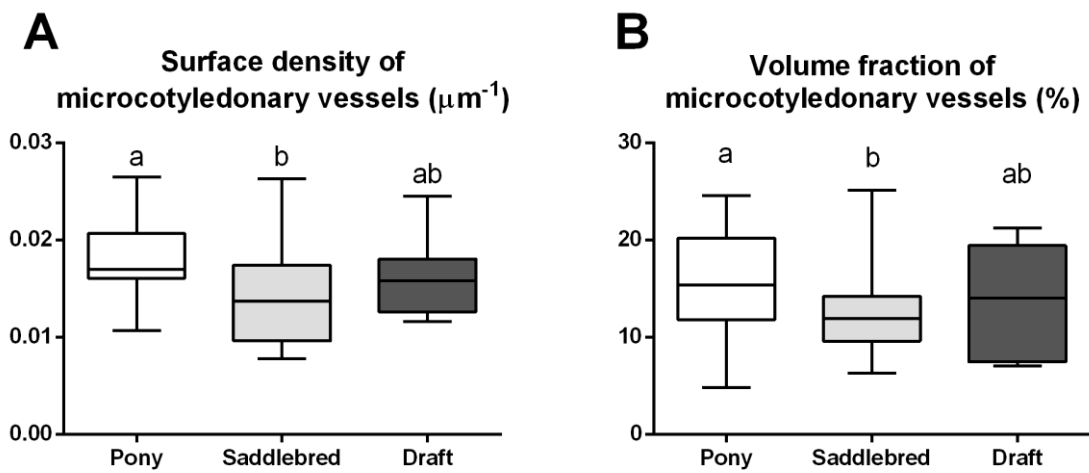 A
Surface density of
microcotyledonary vessels (μm⁻¹)
0.03
0.02
0.01
0.00
a
b
ab
Pony Saddlebred Draft
B
Volume fraction of
microcotyledonary vessels (%)
30
20
10
0
a
b
ab
Pony Saddlebred Draft